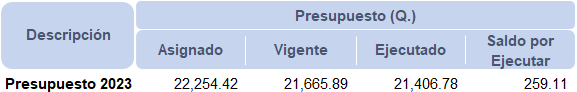 Descripción
Presupuesto (Q.)
Asignado Vigente Ejecutado Saldo por Ejecutar
Presupuesto 2023 22,254.42 21,665.89 21,406.78 259.11